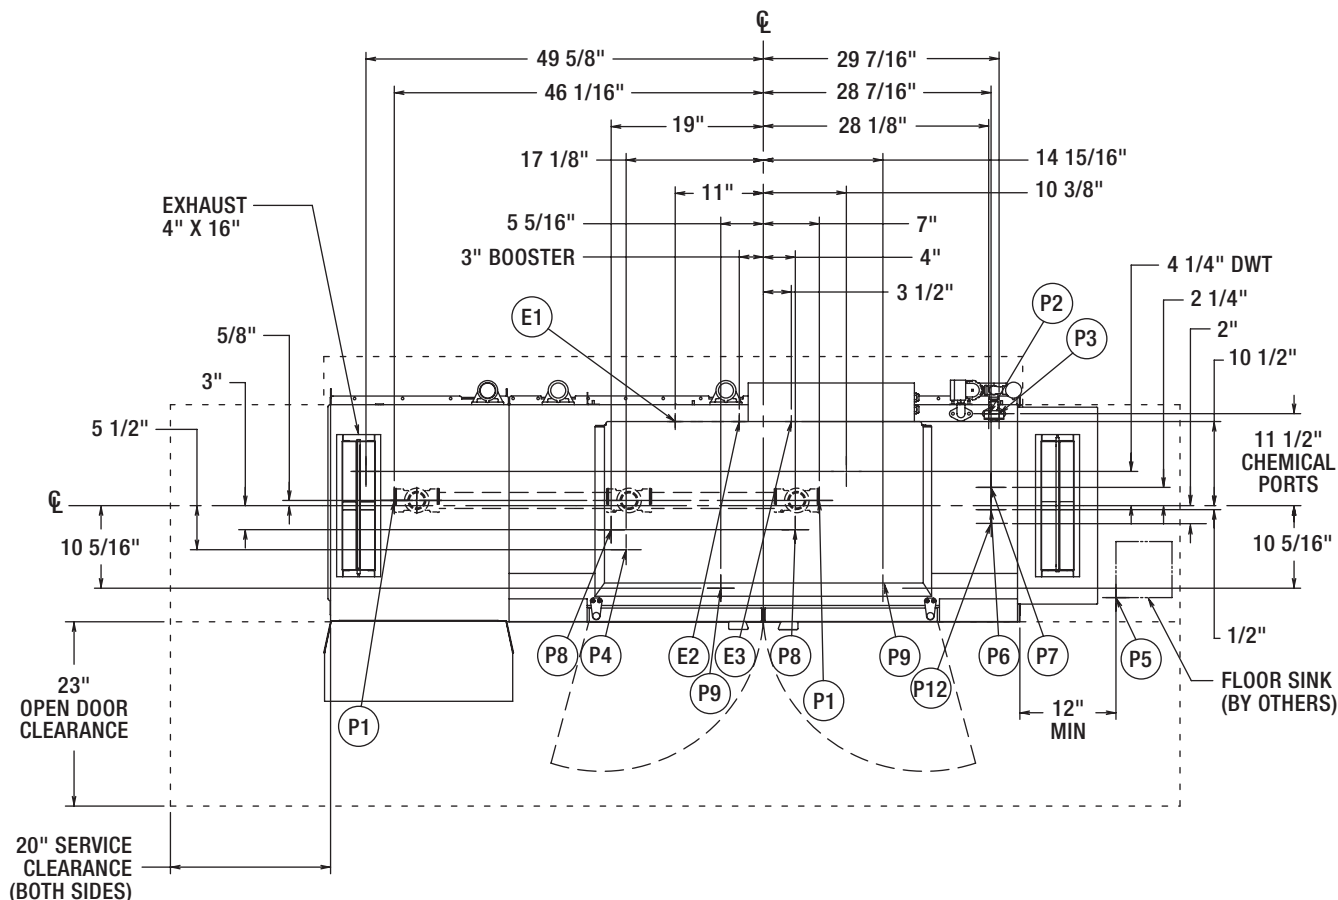 ℄
49 5/8"
29 7/16"
46 1/16"
28 7/16"
19"
28 1/8"
17 1/8"
14 15/16"
11"
10 3/8"
EXHAUST
4" X 16"
5 5/16"
7"
3" BOOSTER
4"
4 1/4" DWT
3 1/2"
2 1/4"
E1
P2
5/8"
2"
P3
10 1/2"
3"
5 1/2"
11 1/2"
CHEMICAL
PORTS
℄
10 5/16"
10 5/16"
1/2"
P8
P4
E2
E3
P8
P9
P6
P7
P5
P9
P1
P12
P1
23"
OPEN DOOR
CLEARANCE
12"
MIN
FLOOR SINK
(BY OTHERS)
20" SERVICE
CLEARANCE
(BOTH SIDES)